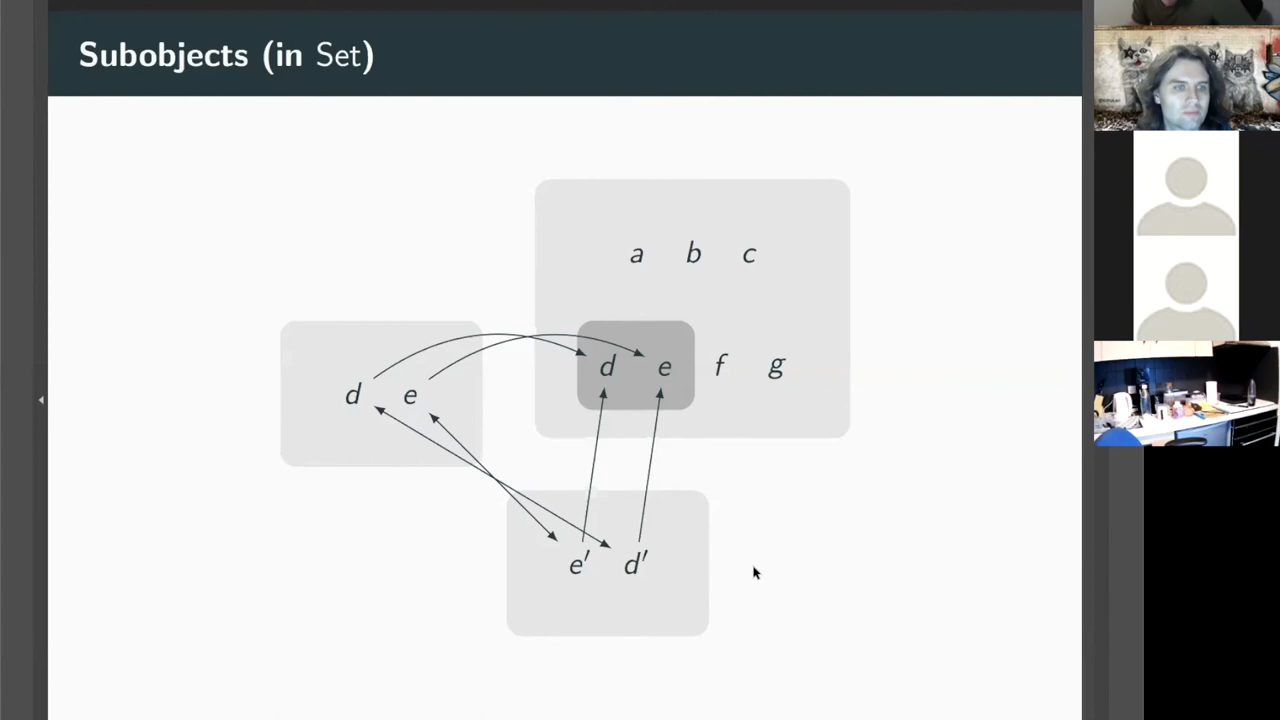 Subobjects (in Set)
a b c
d e f g
d e
e′ d′